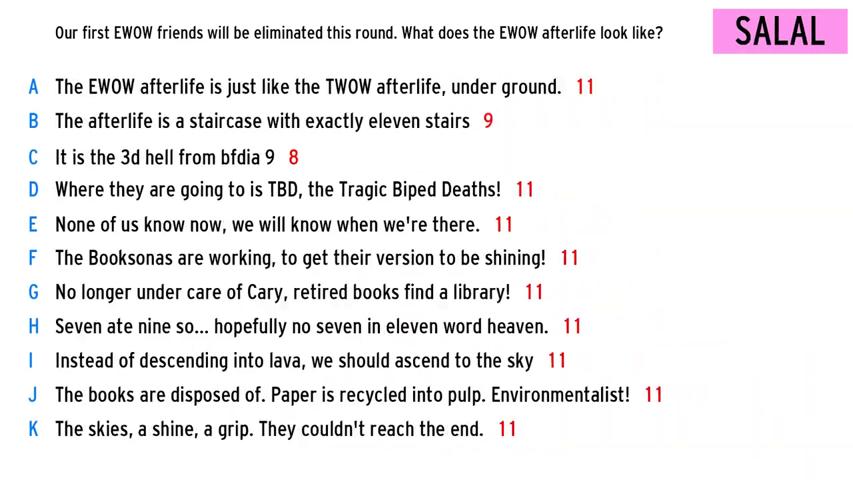 Our first EWOW friends will be eliminated this round. What does the EWOW afterlife look like?
SALAL
A The EWOW afterlife is just like the TWOW afterlife, under ground. 11
B The afterlife is a staircase with exactly eleven stairs 9
C It is the 3d hell from bfdia 9 8
D Where they are going to is TBD, the Tragic Biped Deaths! 11
E None of us know now, we will know when we're there. 11
F The Booksonas are working, to get their version to be shining! 11
G No longer under care of Cary, retired books find a library! 11
H Seven ate nine so... hopefully no seven in eleven word heaven. 11
I Instead of descending into lava, we should ascend to the sky 11
J The books are disposed of. Paper is recycled into pulp. Environmentalist! 11
K The skies, a shine, a grip. They couldn't reach the end. 11